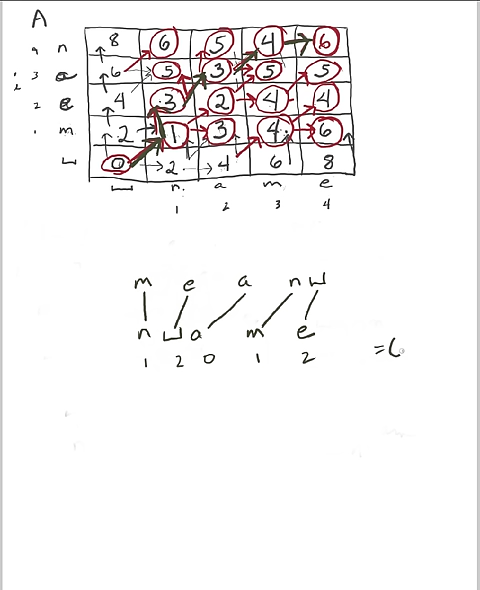 A
4 n 8 6 5 4 6
i 3 a 6 5 3 5 5
2 e 4 3 2 4 4
1 m 2 1 3 4 6
␣ 0 2 4 6 8
␣ n a m e
1 2 3 4
m e a n ␣
n ␣ a m e
1 2 0 1 2 =6